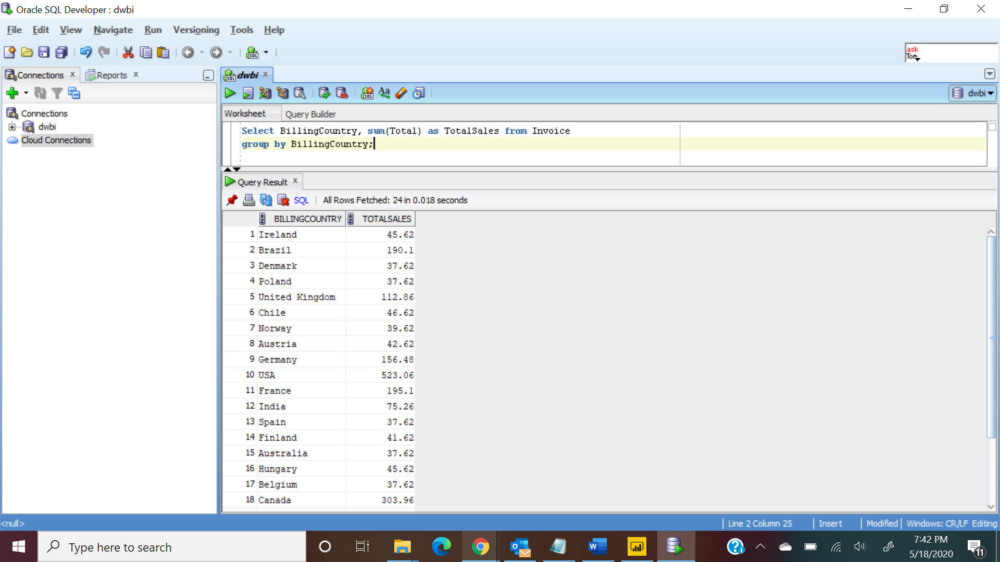 Oracle SQL Developer : dwbi
File Edit View Navigate Run Versioning Tools Help
ask
Tom
Connections x Reports x
dwbi x
dwbi
Connections
dwbi
Cloud Connections
Worksheet Query Builder
Select BillingCountry, sum(Total) as TotalSales from Invoice
group by BillingCountry;
Query Result x
SQL | All Rows Fetched: 24 in 0.018 seconds
BILLINGCOUNTRY TOTALSALES
1 Ireland 45.62
2 Brazil 190.1
3 Denmark 37.62
4 Poland 37.62
5 United Kingdom 112.86
6 Chile 46.62
7 Norway 39.62
8 Austria 42.62
9 Germany 156.48
10 USA 523.06
11 France 195.1
12 India 75.26
13 Spain 37.62
14 Finland 41.62
15 Australia 37.62
16 Hungary 45.62
17 Belgium 37.62
18 Canada 303.96
<null>
Line 2 Column 25 | Insert | Modified | Windows: CR/LF Editing
Type here to search
7:42 PM
5/18/2020
11